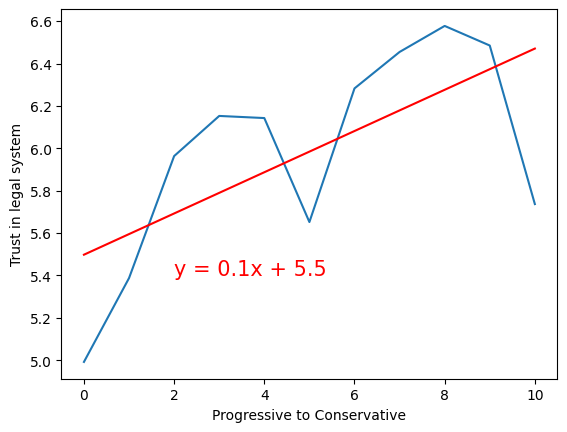 6.6
6.4
6.2
6.0
5.8
5.6
5.4
5.2
5.0
Trust in legal system
y = 0.1x + 5.5
0 2 4 6 8 10
Progressive to Conservative